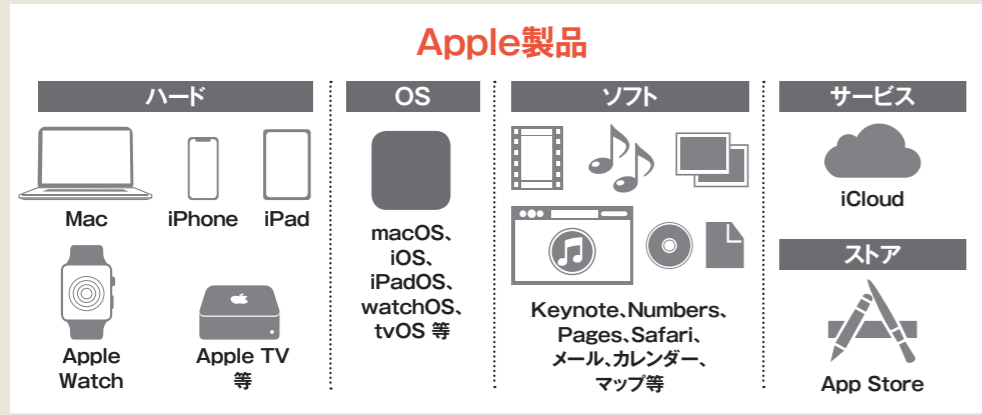 Apple製品
ハード
Mac
iPhone
iPad
Apple
Watch
Apple TV
等
OS
macOS、
iOS、
iPadOS、
watchOS、
tvOS 等
ソフト
Keynote、Numbers、
Pages、Safari、
メール、カレンダー、
マップ等
サービス
iCloud
ストア
App Store